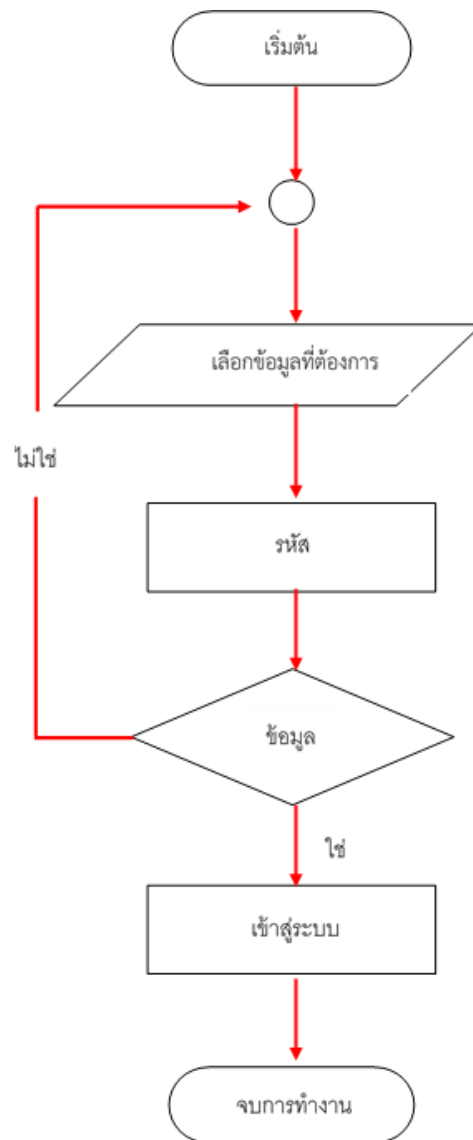 เริ่มต้น
เลือกข้อมูลที่ต้องการ
ไม่ใช่
รหัส
ข้อมูล
ใช่
เข้าสู่ระบบ
จบการทำงาน